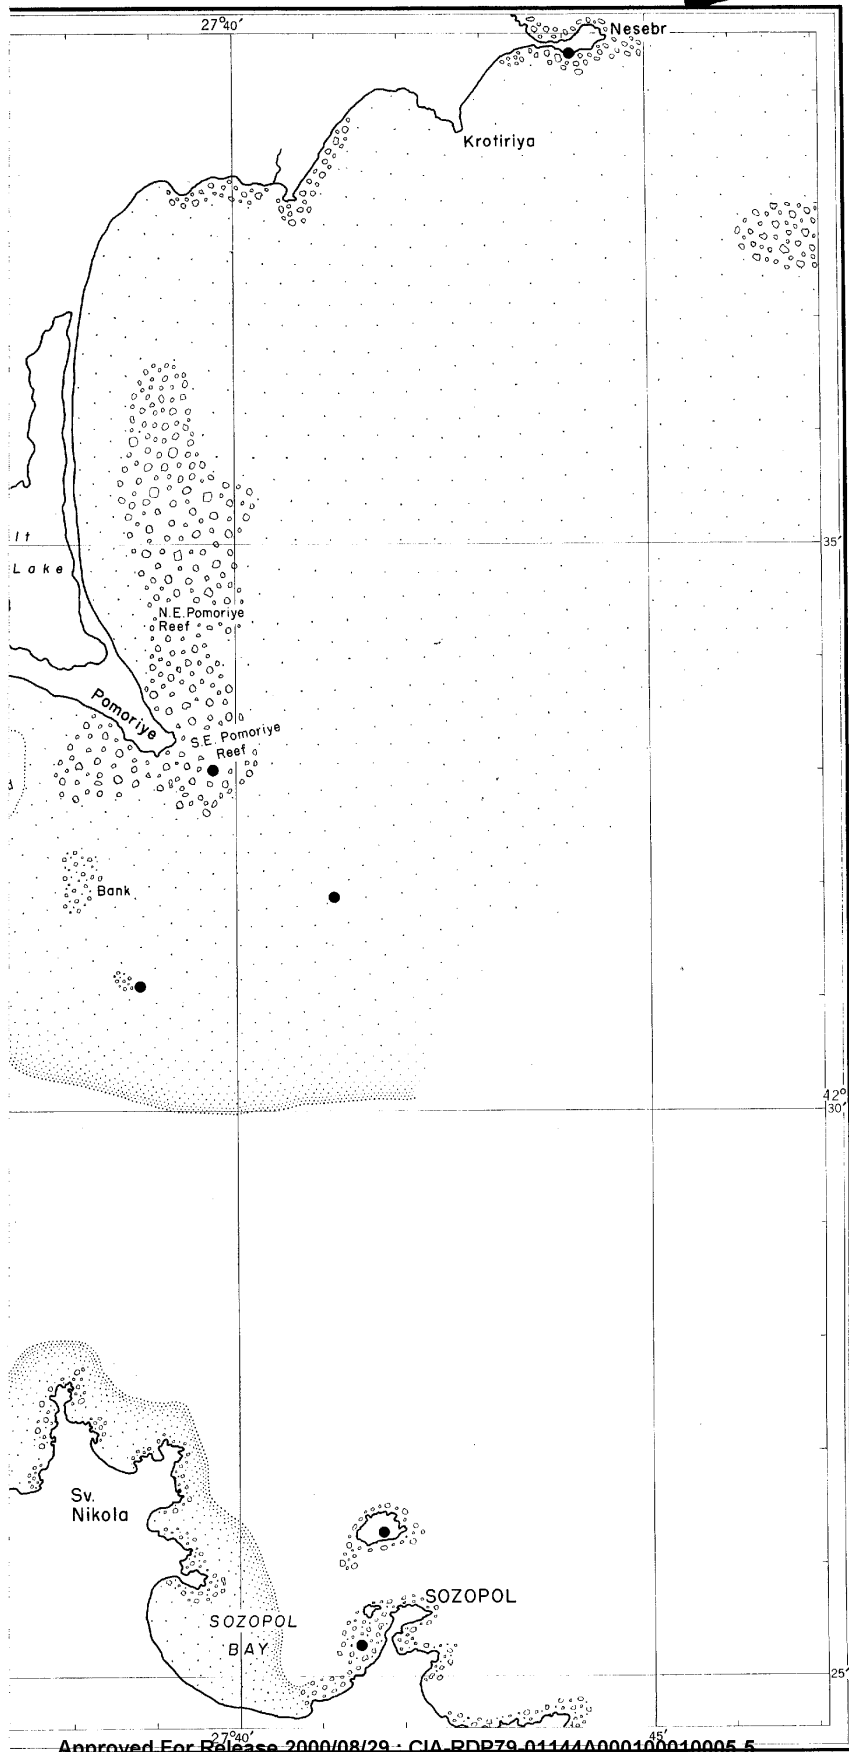 27°40'
Nesebr
Krotiriya
lt
35'
Lake
N.E. Pomoriye
Reef
Pomoriye
S.E. Pomoriye
Reef
Bank
42°
30'
Sv.
Nikola
SOZOPOL
SOZOPOL
BAY
25'
27°40'
45'
Approved For Release 2000/08/29 : CIA-RDP79-01144A000100010005-5